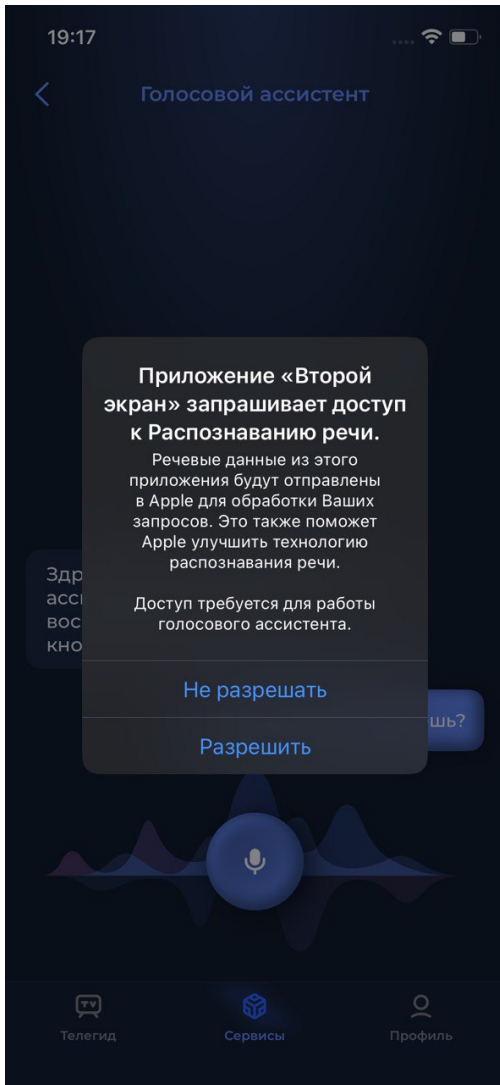 19:17
Голосовой ассистент
Приложение «Второй
экран» запрашивает доступ
к Распознаванию речи.
Речевые данные из этого
приложения будут отправлены
в Apple для обработки Ваших
запросов. Это также поможет
Apple улучшить технологию
распознавания речи.
Доступ требуется для работы
голосового ассистента.
Не разрешать
Разрешить
TV
Телегид
Сервисы
Профиль